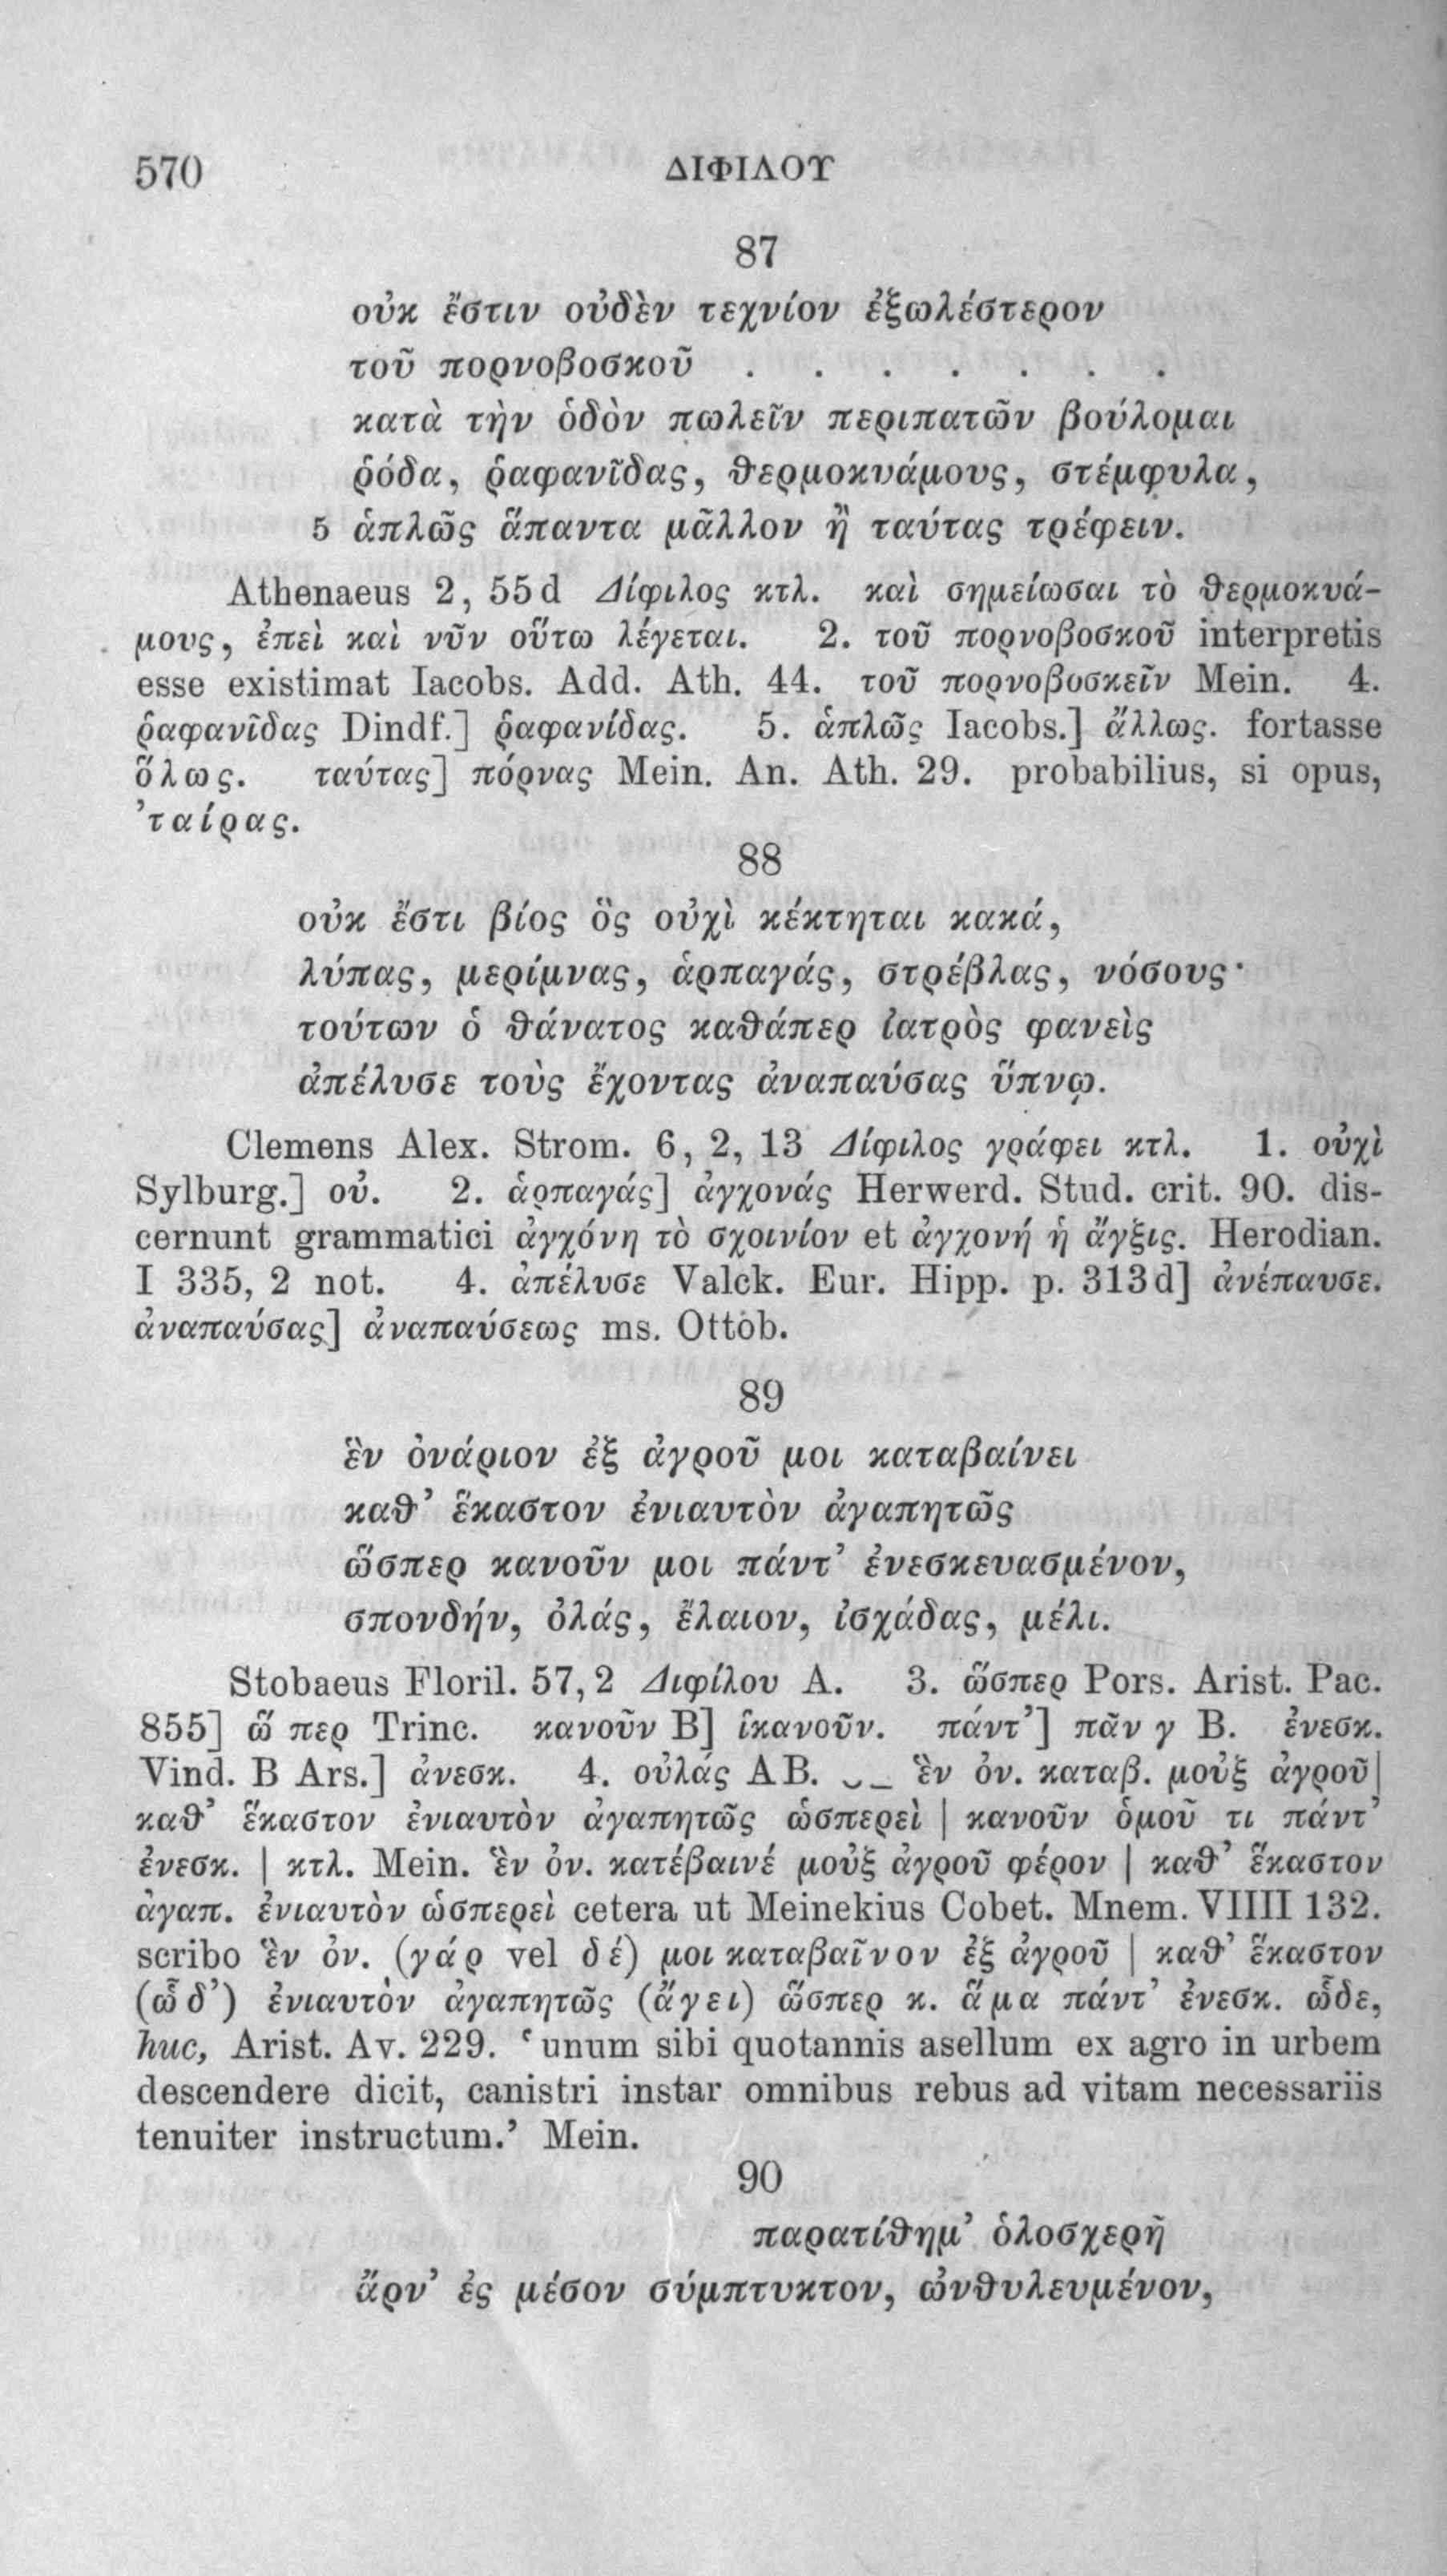 570 ΔΙΦΙΛΟΥ
87
οὐκ ἔστιν οὐδὲν τεχνίον ἐξωλέστερον
τοῦ πορνοβοσκοῦ . . . . . . .
κατὰ τὴν ὁδὸν πωλεῖν περιπατῶν βούλομαι
ῥόδα, ῥαφανῖδας, θερμοκυάμους, στέμφυλα,
5 ἁπλῶς ἅπαντα μᾶλλον ἢ ταύτας τρέφειν.
Athenaeus 2, 55 d Δίφιλος κτλ. καὶ σημείωσαι τὸ θερμοκυά-
μους, ἐπεὶ καὶ νῦν οὕτω λέγεται. 2. τοῦ πορνοβοσκοῦ interpretis
esse existimat Iacobs. Add. Ath. 44. τοῦ πορνοβοσκεῖν Mein. 4.
ῥαφανῖδας Dindf.] ῥαφανίδας. 5. ἁπλῶς Iacobs.] ἄλλως. fortasse
ὅλως. ταύτας] πόρνας Mein. An. Ath. 29. probabilius, si opus,
’ταίρας.
88
οὐκ ἔστι βίος ὃς οὐχὶ κέκτηται κακά,
λύπας, μερίμνας, ἁρπαγάς, στρέβλας, νόσους·
τούτων ὁ θάνατος καθάπερ ἰατρὸς φανεὶς
ἀπέλυσε τοὺς ἔχοντας ἀναπαύσας ὕπνῳ.
Clemens Alex. Strom. 6, 2, 13 Δίφιλος γράφει κτλ. 1. οὐχὶ
Sylburg.] οὐ. 2. ἁρπαγάς] ἀγχονάς Herwerd. Stud. crit. 90. dis-
cernunt grammatici ἀγχόνη τὸ σχοινίον et ἀγχονή ἡ ἄγξις. Herodian.
I 335, 2 not. 4. ἀπέλυσε Valck. Eur. Hipp. p. 313 d] ἀνέπαυσε.
ἀναπαύσας] ἀναπαύσεως ms. Ottob.
89
ἓν ὀνάριον ἐξ ἀγροῦ μοι καταβαίνει
καθ’ ἕκαστον ἐνιαυτὸν ἀγαπητῶς
ὥσπερ κανοῦν μοι πάντ’ ἐνεσκευασμένον,
σπονδήν, ὀλάς, ἔλαιον, ἰσχάδας, μέλι.
Stobaeus Floril. 57, 2 Διφίλου A. 3. ὥσπερ Pors. Arist. Pac.
855] ὥ περ Trinc. κανοῦν B] ἱκανοῦν. πάντ’] πᾶν γ B. ἐνεσκ.
Vind. B Ars.] ἀνεσκ. 4. οὐλάς AB. ⏑ – ἓν ὀν. καταβ. μοὐξ ἀγροῦ |
καθ’ ἕκαστον ἐνιαυτὸν ἀγαπητῶς ὡσπερεὶ | κανοῦν ὁμοῦ τι πάντ’
ἐνεσκ. | κτλ. Mein. ἓν ὀν. κατέβαινέ μοὐξ ἀγροῦ φέρον | καθ’ ἕκαστον
ἀγαπ. ἐνιαυτὸν ὡσπερεὶ cetera ut Meinekius Cobet. Mnem. VIIII 132.
scribo ἓν ὀν. (γάρ vel δέ) μοι καταβαῖνον ἐξ ἀγροῦ | καθ’ ἕκαστον
(ὧδ’) ἐνιαυτὸν ἀγαπητῶς (ἄγει) ὥσπερ κ. ἅμα πάντ’ ἐνεσκ. ὧδε,
huc, Arist. Av. 229. ‘unum sibi quotannis asellum ex agro in urbem
descendere dicit, canistri instar omnibus rebus ad vitam necessariis
tenuiter instructum.’ Mein.
90
παρατίθημ’ ὁλοσχερῆ
ἄρν’ ἐς μέσον σύμπτυκτον, ὠνθυλευμένον,